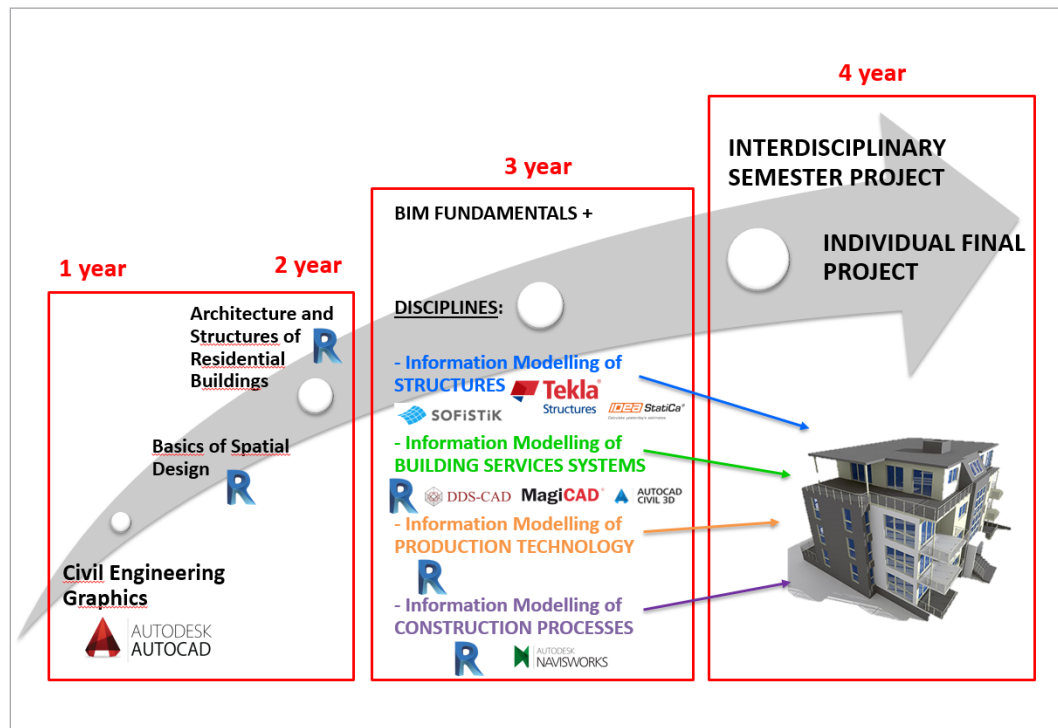 1 year
2 year
Civil Engineering
Graphics
AUTODESK
AUTOCAD
Basics of Spatial
Design
R
Architecture and
Structures of
Residential
Buildings
R
3 year
BIM FUNDAMENTALS +
DISCIPLINES:
- Information Modelling of
STRUCTURES
Tekla®
Structures
SOFiSTiK
IDEA StatiCa®
Calculate yesterday's estimates
- Information Modelling of
BUILDING SERVICES SYSTEMS
R
DDS-CAD
MagiCAD®
AUTOCAD
CIVIL 3D
- Information Modelling of
PRODUCTION TECHNOLOGY
R
- Information Modelling of
CONSTRUCTION PROCESSES
R
AUTODESK
NAVISWORKS
4 year
INTERDISCIPLINARY
SEMESTER PROJECT
INDIVIDUAL FINAL
PROJECT